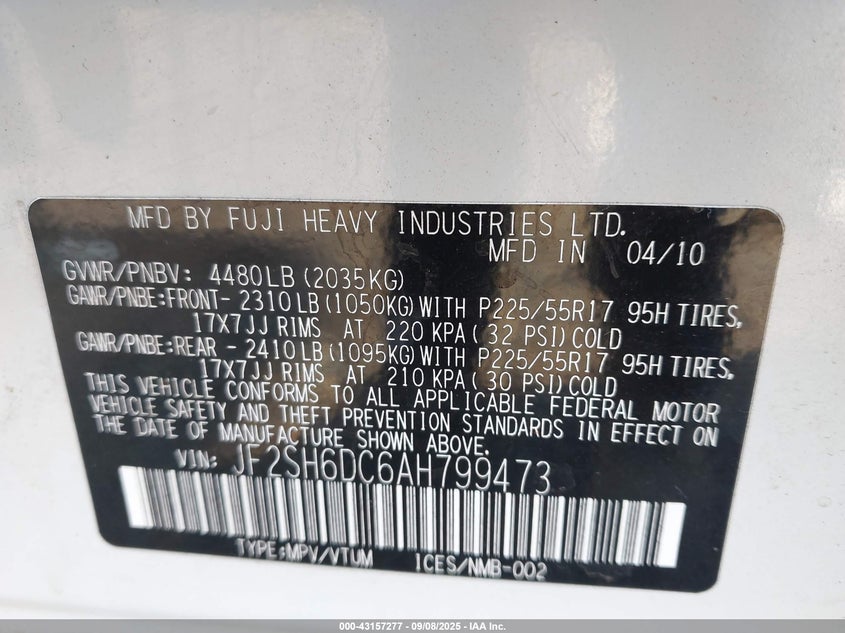 MFD BY FUJI HEAVY INDUSTRIES LTD.
MFD IN 04/10
GVWR/PNBV: 4480LB (2035KG)
GAWR/PNBE:FRONT- 2310LB (1050KG) WITH P225/55R17 95H TIRES,
17X7JJ RIMS AT 220 KPA (32 PSI) COLD
GAWR/PNBE:REAR - 2410LB (1095KG) WITH P225/55R17 95H TIRES,
17X7JJ RIMS AT 210 KPA (30 PSI) COLD
THIS VEHICLE CONFORMS TO ALL APPLICABLE FEDERAL MOTOR
VEHICLE SAFETY AND THEFT PREVENTION STANDARDS IN EFFECT ON
THE DATE OF MANUFACTURE SHOWN ABOVE.
VIN: JF2SH6DC6AH799473
TYPE:MPV/VTUM ICES/NMB-002
000-43157277 - 09/08/2025 - IAA Inc.